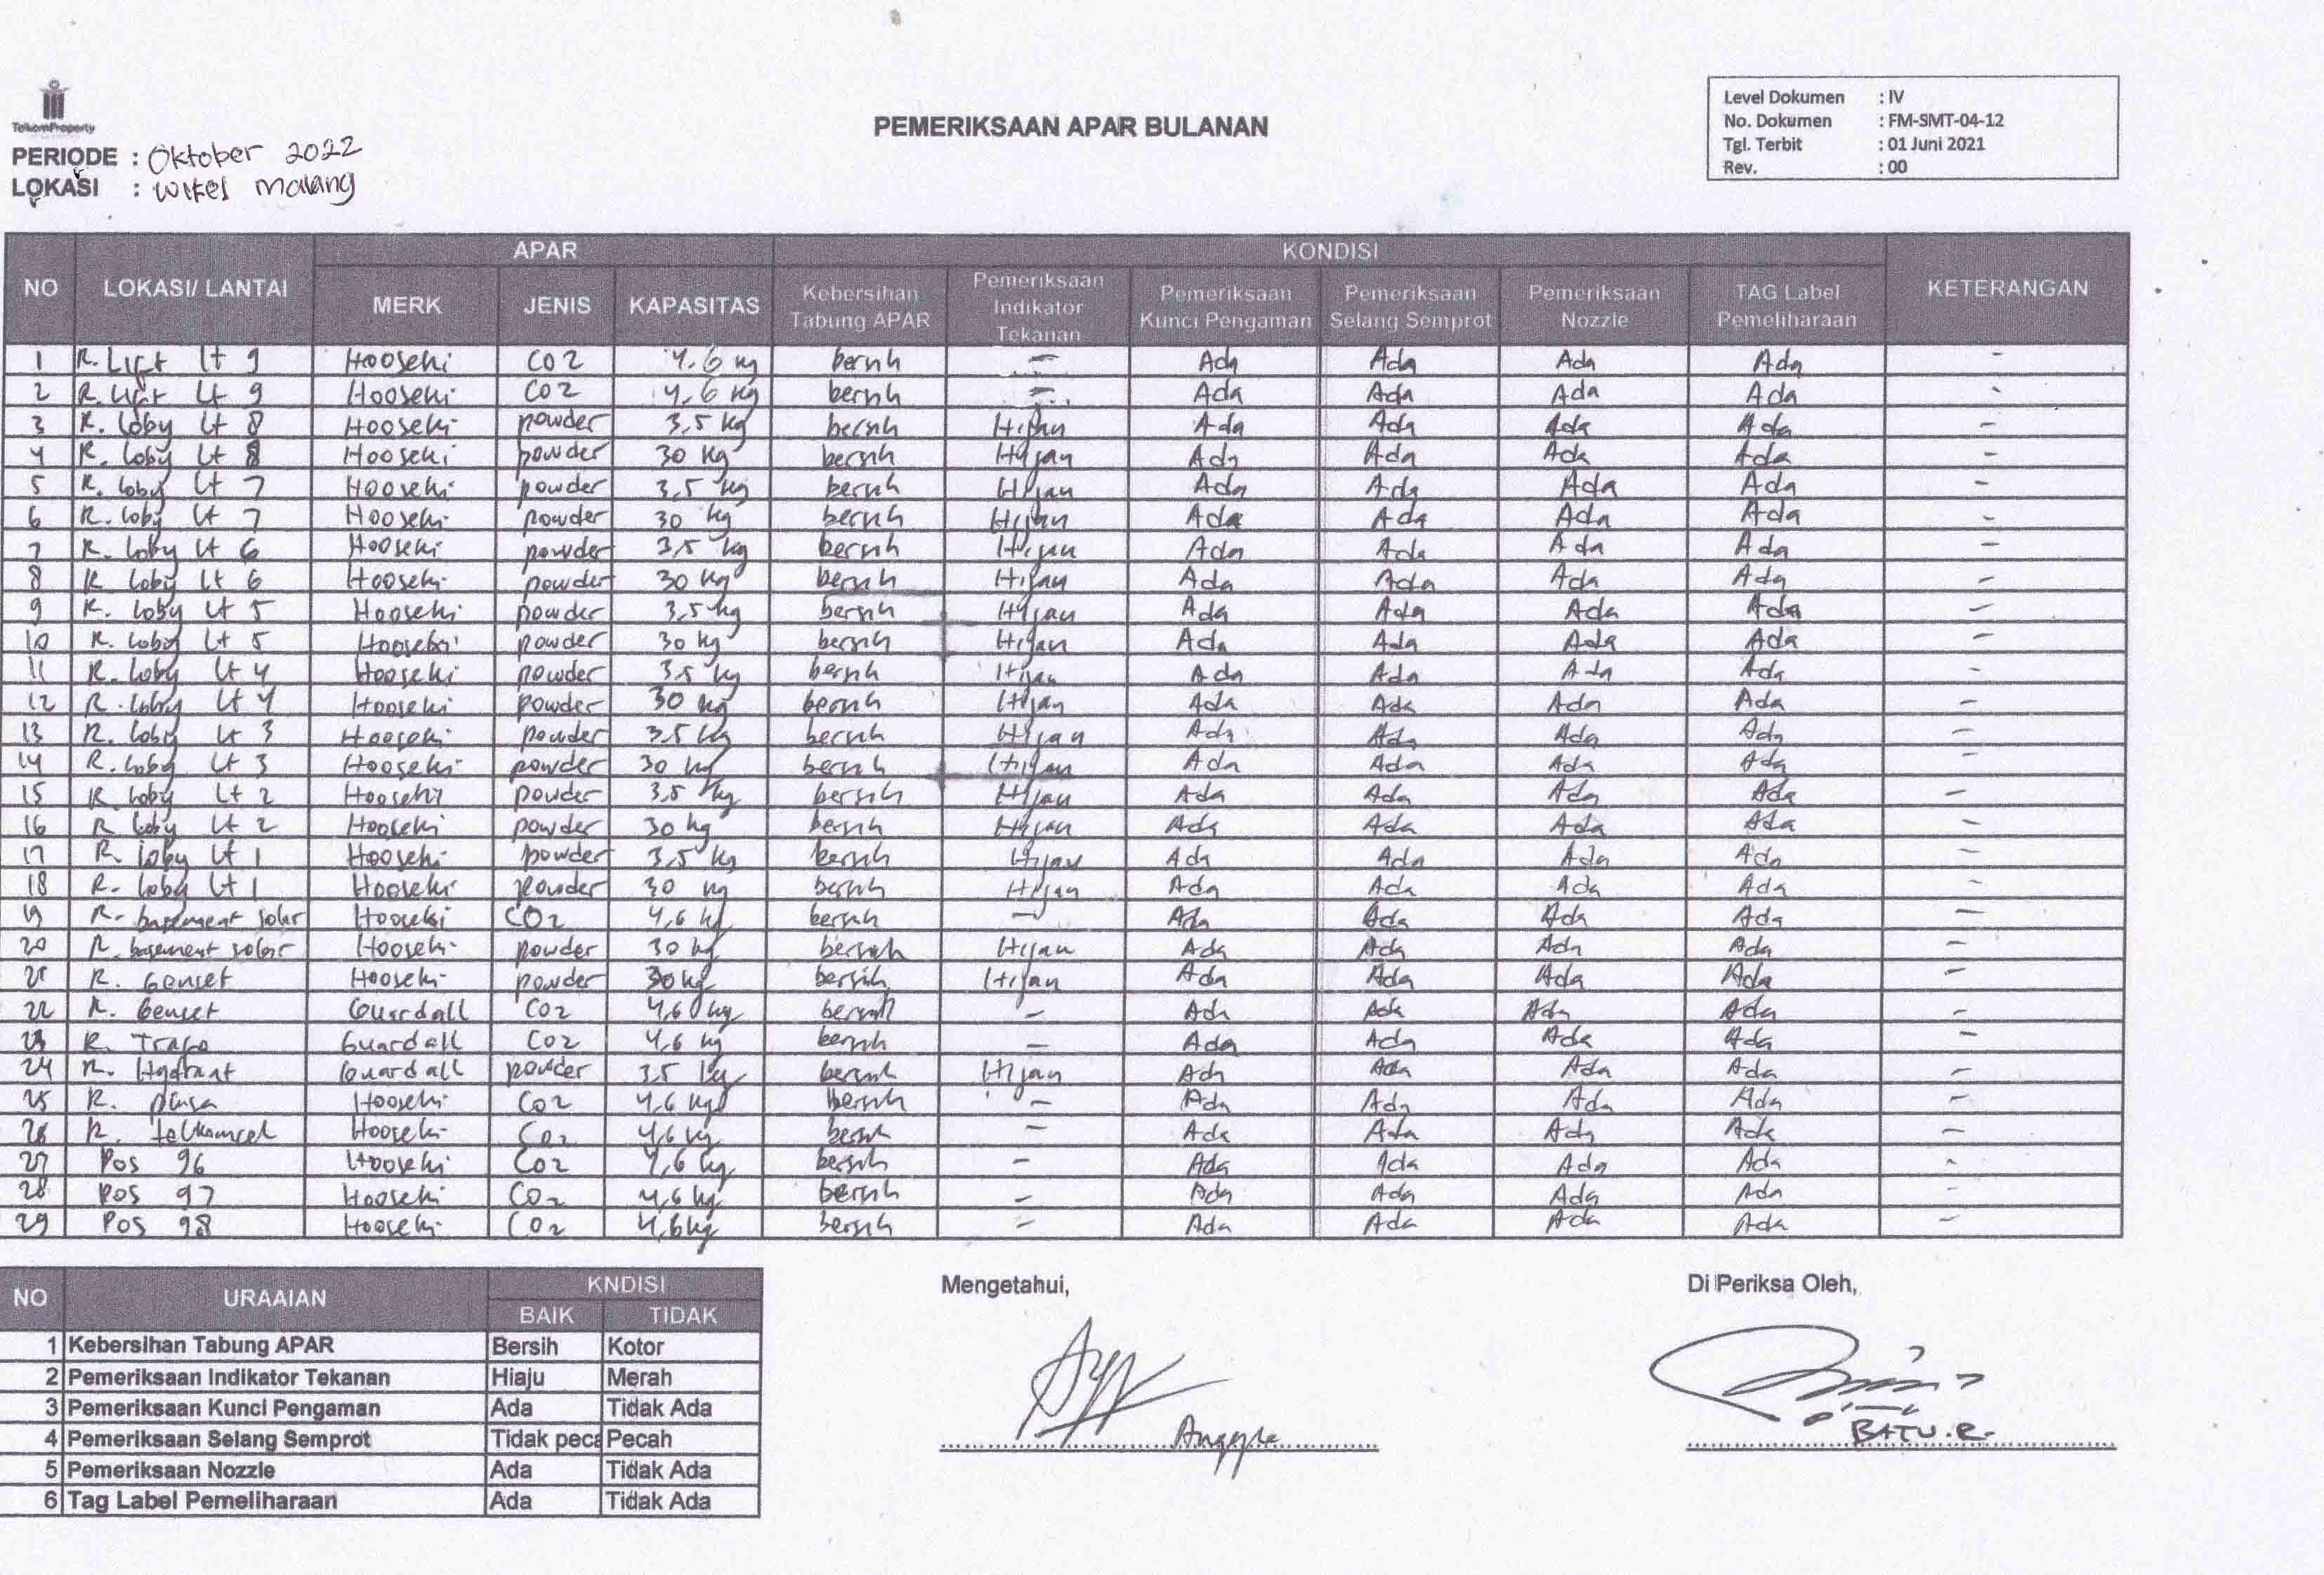 TelkomProperty
PERIODE : Oktober 2022
LOKASI : Witel Malang
PEMERIKSAAN APAR BULANAN
Level Dokumen : IV
No. Dokumen : FM-SMT-04-12
Tgl. Terbit : 01 Juni 2021
Rev. : 00
NO LOKASI/ LANTAI APAR KONDISI KETERANGAN
MERK JENIS KAPASITAS Kebersihan Tabung APAR Pemeriksaan Indikator Tekanan Pemeriksaan Kunci Pengaman Pemeriksaan Selang Semprot Pemeriksaan Nozzle TAG Label Pemeliharaan
1 R. Lift Lt 9 Hooseki CO2 4.6 kg bersih - Ada Ada Ada Ada -
2 R. Lift Lt 9 Hooseki CO2 4,6 kg bersih - Ada Ada Ada Ada -
3 R. Loby Lt 8 Hooseki powder 3,5 kg bersih Hijau Ada Ada Ada Ada -
4 R. Loby Lt 8 Hooseki powder 30 kg bersih Hijau Ada Ada Ada Ada -
5 R. Loby Lt 7 Hooseki powder 3,5 kg bersih Hijau Ada Ada Ada Ada -
6 R. Loby Lt 7 Hooseki powder 30 kg bersih Hijau Ada Ada Ada Ada -
7 R. Loby Lt 6 Hooseki powder 3,5 kg bersih Hijau Ada Ada Ada Ada -
8 R Loby Lt 6 Hooseki powder 30 kg bersih Hijau Ada Ada Ada Ada -
9 R. Loby Lt 5 Hooseki powder 3,5 kg bersih Hijau Ada Ada Ada Ada -
10 R. Loby Lt 5 Hooseki powder 30 kg bersih Hijau Ada Ada Ada Ada -
11 R. Loby Lt 4 Hooseki powder 3,5 kg bersih Hijau Ada Ada Ada Ada -
12 R. Loby Lt 4 Hooseki powder 30 kg bersih Hijau Ada Ada Ada Ada -
13 R. Loby Lt 3 Hooseki powder 3,5 kg bersih Hijau Ada Ada Ada Ada -
14 R. Loby Lt 3 Hooseki powder 30 kg bersih Hijau Ada Ada Ada Ada -
15 R Loby Lt 2 Hooseki powder 3,5 kg bersih Hijau Ada Ada Ada Ada -
16 R Loby Lt 2 Hooseki powder 30 kg bersih Hijau Ada Ada Ada Ada -
17 R. Loby Lt 1 Hooseki powder 3,5 kg bersih Hijau Ada Ada Ada Ada -
18 R. Loby Lt 1 Hooseki powder 30 kg bersih Hijau Ada Ada Ada Ada -
19 R. basement solar Hooseki CO2 4,6 kg bersih - Ada Ada Ada Ada -
20 R. basement solar Hooseki powder 30 kg bersih Hijau Ada Ada Ada Ada -
21 R. Genset Hooseki powder 30 kg bersih Hijau Ada Ada Ada Ada -
22 R. Genset Guardall CO2 4,6 kg bersih - Ada Ada Ada Ada -
23 R. Trafo Guardall CO2 4,6 kg bersih - Ada Ada Ada Ada -
24 R. Hydrant Guardall powder 3,5 kg bersih Hijau Ada Ada Ada Ada -
25 R. plasa Hooseki CO2 4,6 kg bersih - Ada Ada Ada Ada -
26 R. telkomsel Hooseki CO2 4,6 kg bersih - Ada Ada Ada Ada -
27 Pos 96 Hooseki CO2 4,6 kg bersih - Ada Ada Ada Ada -
28 Pos 97 Hooseki CO2 4,6 kg bersih - Ada Ada Ada Ada -
29 Pos 98 Hooseki CO2 4,6 kg bersih - Ada Ada Ada Ada -
NO URAAIAN KNDISI
BAIK TIDAK
1 Kebersihan Tabung APAR Bersih Kotor
2 Pemeriksaan Indikator Tekanan Hiaju Merah
3 Pemeriksaan Kunci Pengaman Ada Tidak Ada
4 Pemeriksaan Selang Semprot Tidak peca Pecah
5 Pemeriksaan Nozzle Ada Tidak Ada
6 Tag Label Pemeliharaan Ada Tidak Ada
Mengetahui,
Di Periksa Oleh,
BATU.R.